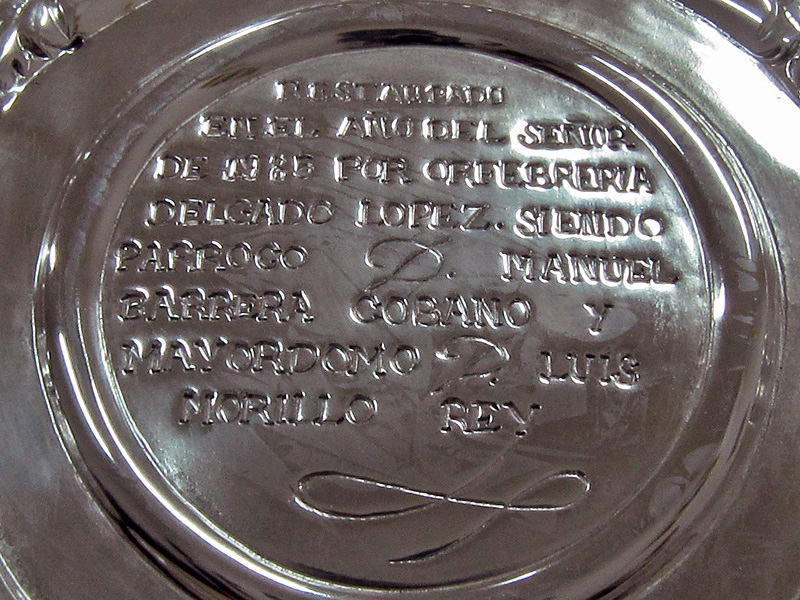 RESTAURADO
EN EL AÑO DEL SEÑOR
DE 1985 POR ORFEBRERIA
DELGADO LOPEZ. SIENDO
PARROCO D. MANUEL
BARRERA COBANO Y
MAYORDOMO D. LUIS
MORILLO REY